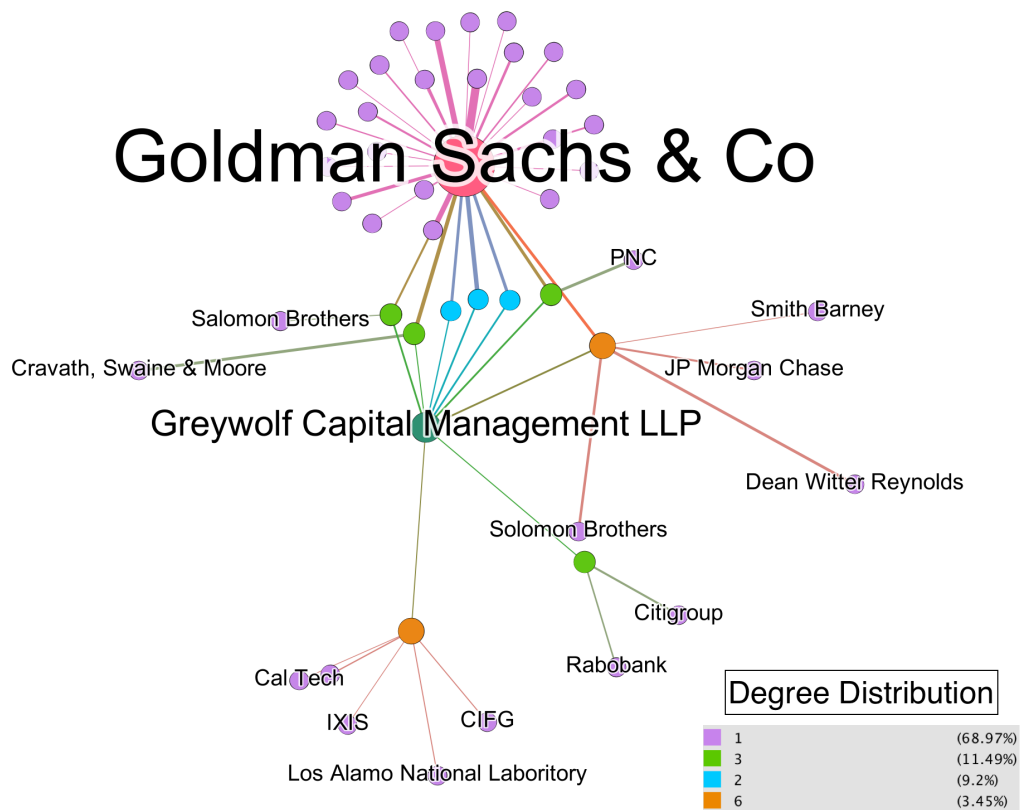 Goldman Sachs & Co
PNC
Smith Barney
Salomon Brothers
Cravath, Swaine & Moore
JP Morgan Chase
Greywolf Capital Management LLP
Dean Witter Reynolds
Solomon Brothers
Citigroup
Rabobank
Cal Tech
IXIS
CIFG
Los Alamo National Laboritory
Degree Distribution
1 (68.97%)
3 (11.49%)
2 (9.2%)
6 (3.45%)